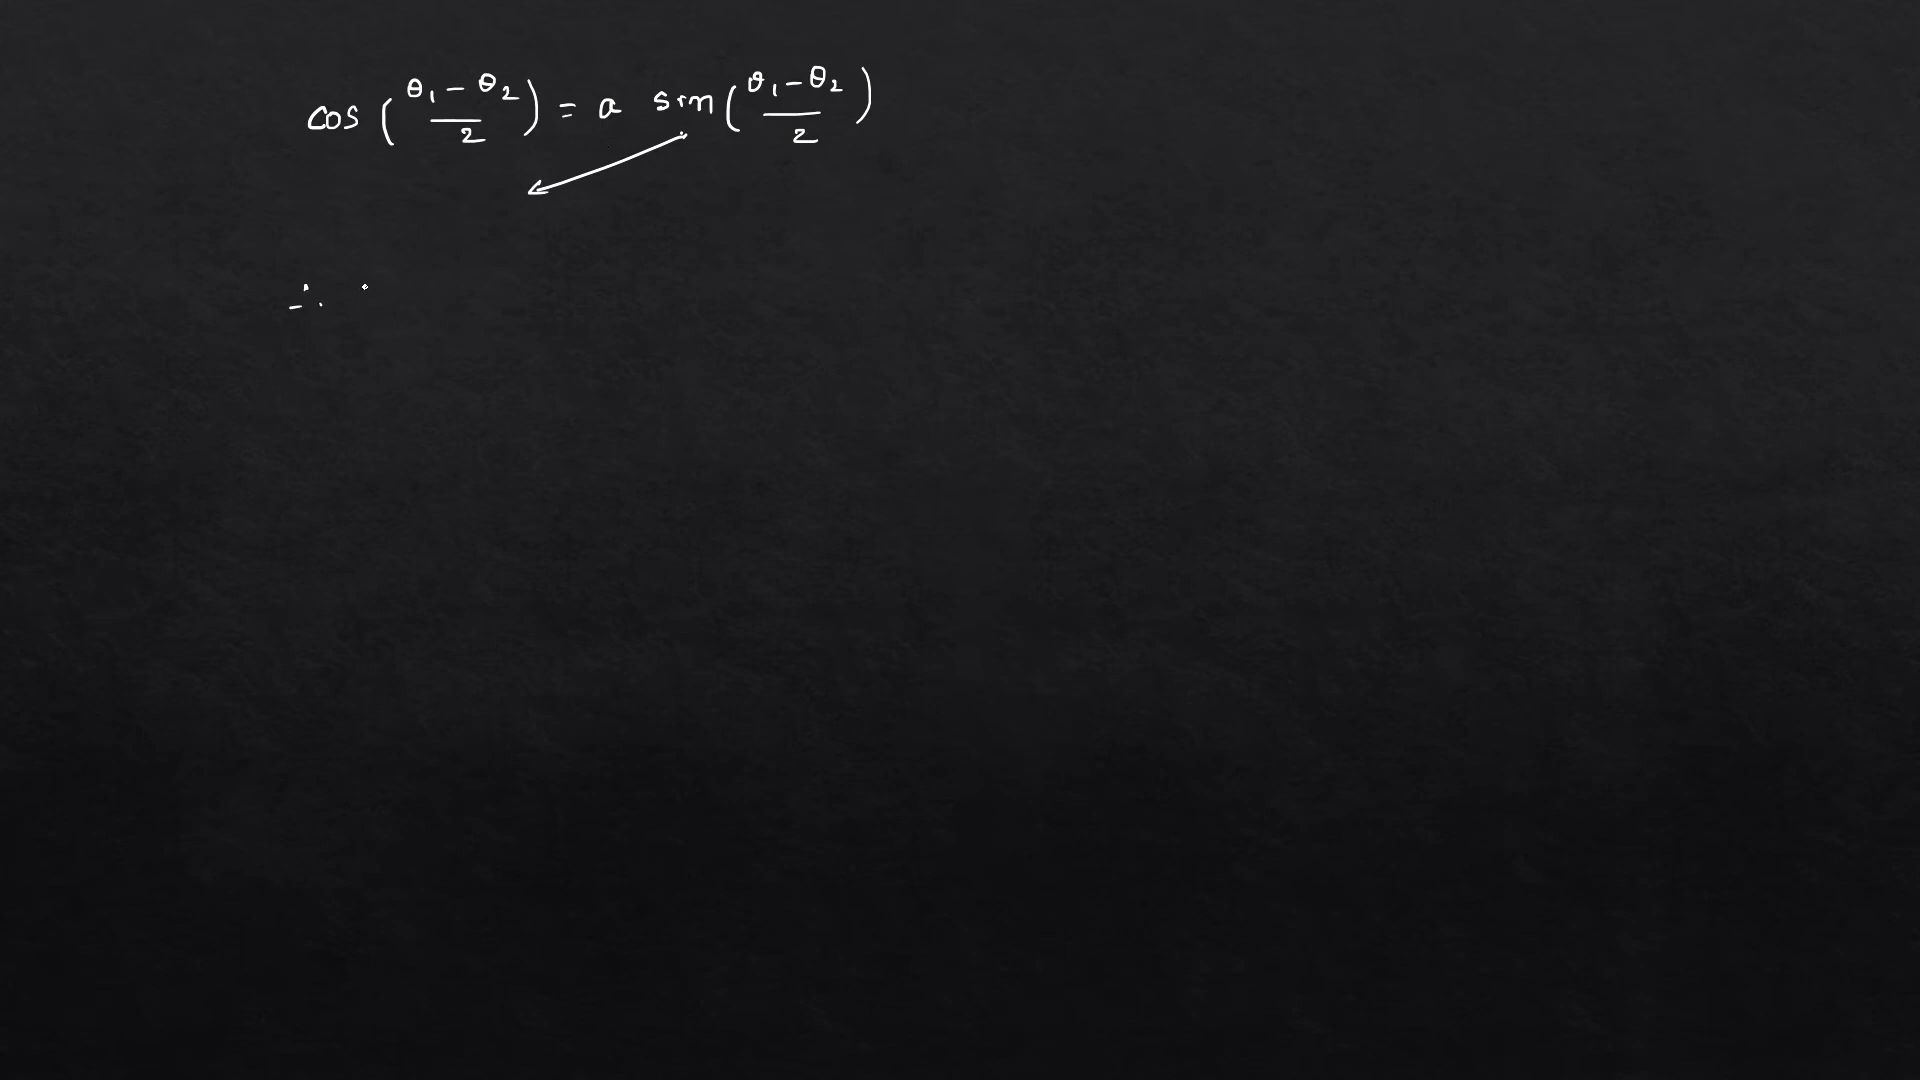 cos (θ₁ - θ₂ / 2) = a sin (θ₁ - θ₂ / 2)
∴